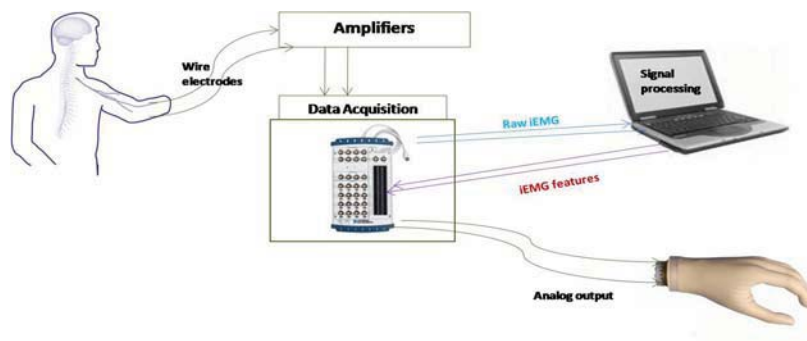 Amplifiers
Wire
electrodes
Signal
processing
Data Acquisition
Raw iEMG
iEMG features
Analog output